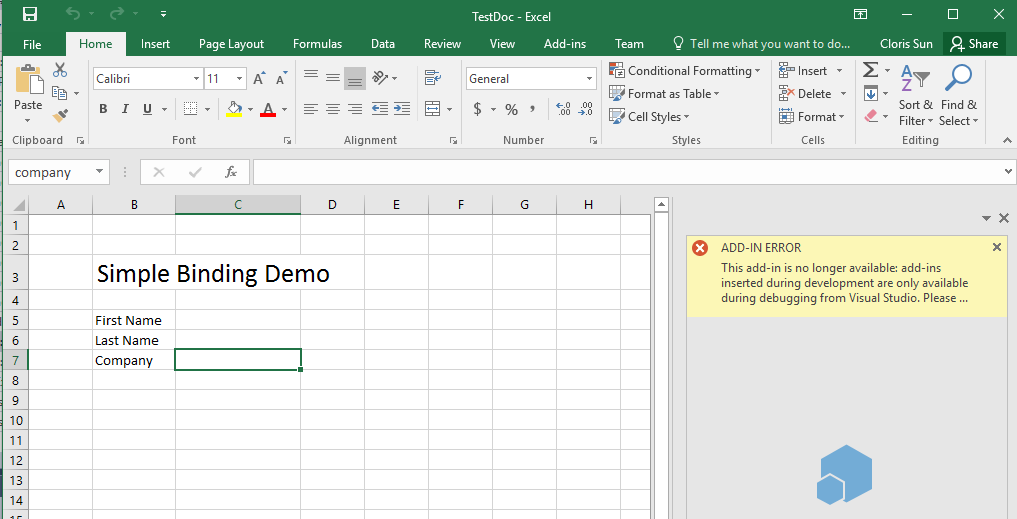 TestDoc - Excel
File Home Insert Page Layout Formulas Data Review View Add-ins Team Tell me what you want to do... Cloris Sun Share
Paste
Calibri 11
B I U A
General
$ % ,
Conditional Formatting
Format as Table
Cell Styles
Insert
Delete
Format
Sort & Filter
Find & Select
Clipboard Font Alignment Number Styles Cells Editing
company fx
A B C D E F G H
1
2
3 Simple Binding Demo
4
5 First Name
6 Last Name
7 Company
8
9
10
11
12
13
14
15
ADD-IN ERROR
This add-in is no longer available: add-ins
inserted during development are only available
during debugging from Visual Studio. Please ...